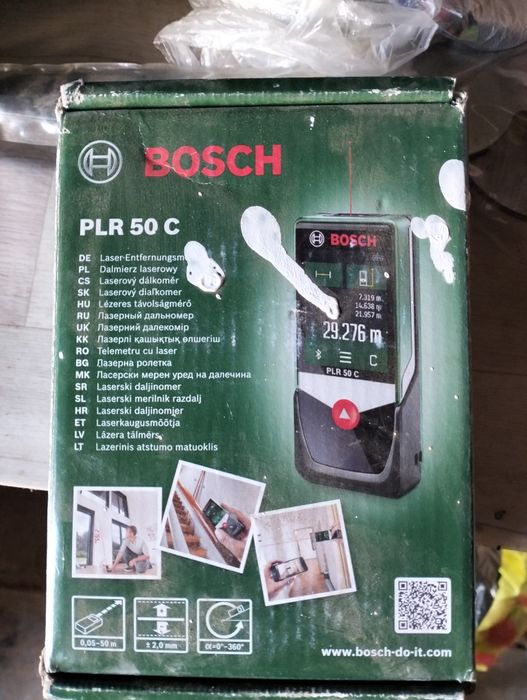 BOSCH
PLR 50 C
DE Laser-Entfernungsm
PL Dalmierz laserowy
CS Laserový dálkoměr
SK Laserový diaľkomer
HU Lézeres távolságmérő
RU Лазерный дальномер
UK Лазерний далекомір
KK Лазерлі қашықтық өлшегіш
RO Telemetru cu laser
BG Лазерна ролетка
MK Ласерски мерен уред на далечина
SR Laserski daljinomer
SL Laserski merilnik razdalj
HR Laserski daljinomjer
ET Laserkaugusmõõtja
LV Lāzera tālmērs
LT Lazerinis atstumo matuoklis
BOSCH
7.319 m
14.638 m
21.957 m
29.276 m
C
PLR 50 C
0,05-50 m
± 2,0 mm
α=0°-360°
www.bosch-do-it.com